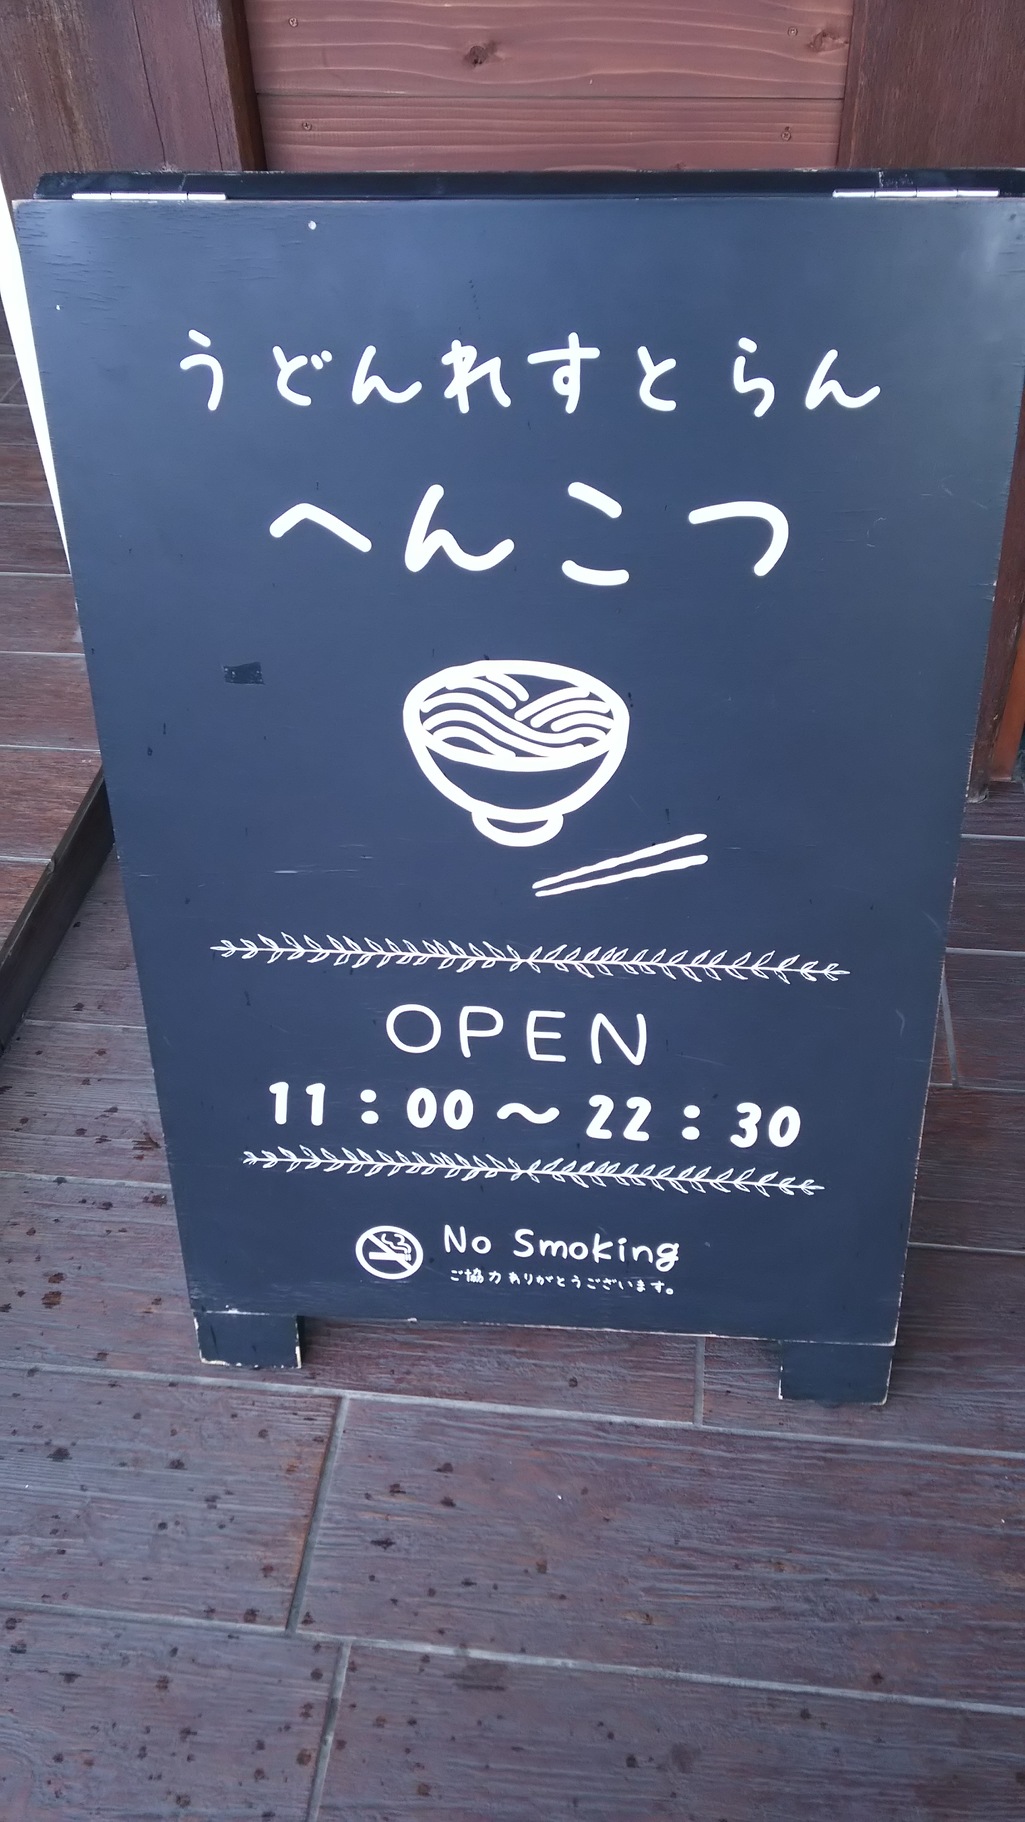 うどんれすとらん
へんこつ
OPEN
11:00～22:30
No Smoking
ご協力ありがとうございます。